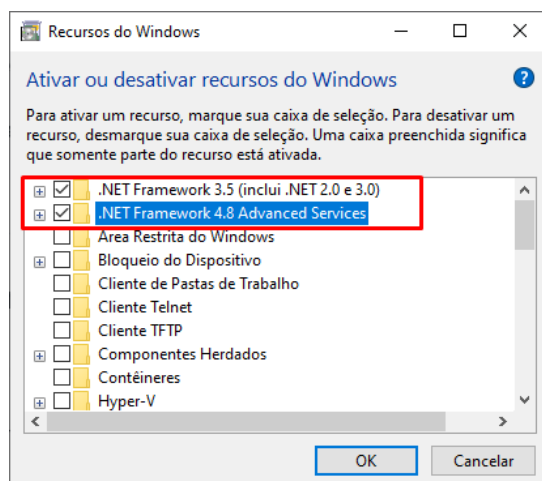 Recursos do Windows
Ativar ou desativar recursos do Windows
Para ativar um recurso, marque sua caixa de seleção. Para desativar um
recurso, desmarque sua caixa de seleção. Uma caixa preenchida significa
que somente parte do recurso está ativada.
.NET Framework 3.5 (inclui .NET 2.0 e 3.0)
.NET Framework 4.8 Advanced Services
Área Restrita do Windows
Bloqueio do Dispositivo
Cliente de Pastas de Trabalho
Cliente Telnet
Cliente TFTP
Componentes Herdados
Contêineres
Hyper-V
OK
Cancelar